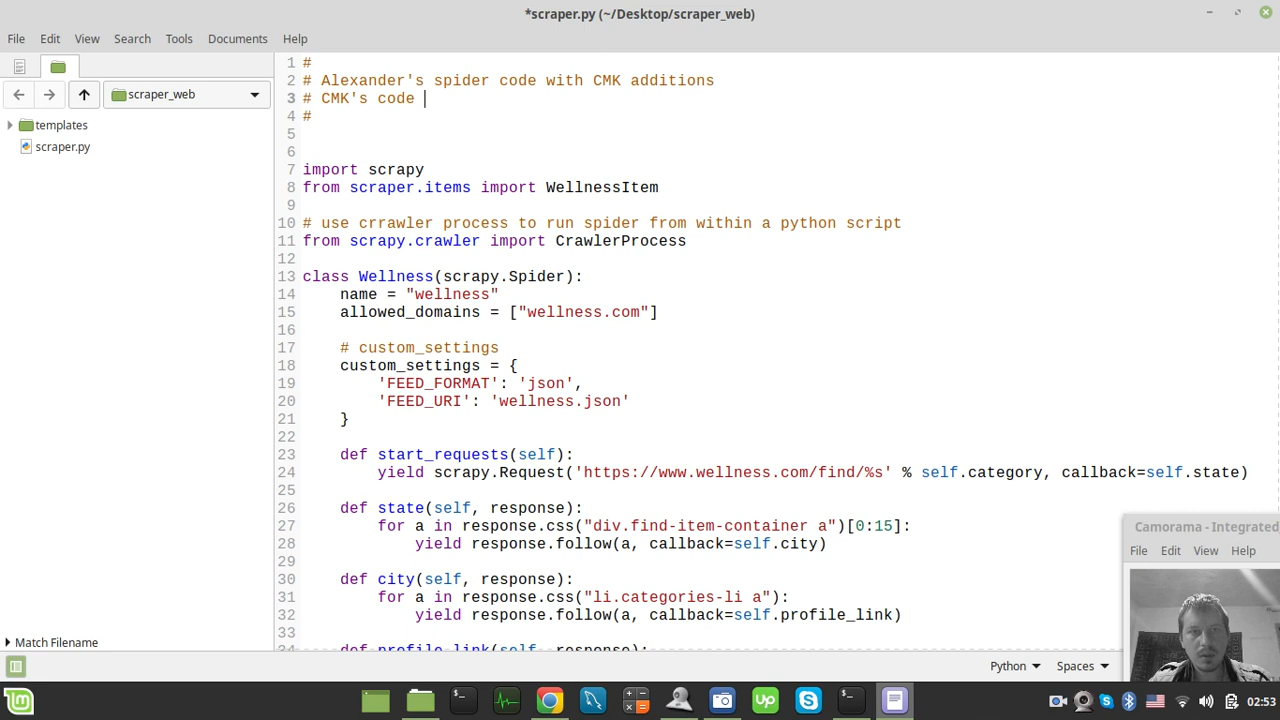 *scraper.py (~/Desktop/scraper_web)
File Edit View Search Tools Documents Help
scraper_web
templates
scraper.py
Match Filename
1 #
2 # Alexander's spider code with CMK additions
3 # CMK's code
4 #
5
6
7 import scrapy
8 from scraper.items import WellnessItem
9
10 # use crrawler process to run spider from within a python script
11 from scrapy.crawler import CrawlerProcess
12
13 class Wellness(scrapy.Spider):
14     name = "wellness"
15     allowed_domains = ["wellness.com"]
16
17     # custom_settings
18     custom_settings = {
19         'FEED_FORMAT': 'json',
20         'FEED_URI': 'wellness.json'
21     }
22
23     def start_requests(self):
24         yield scrapy.Request('https://www.wellness.com/find/%s' % self.category, callback=self.state)
25
26     def state(self, response):
27         for a in response.css("div.find-item-container a")[0:15]:
28             yield response.follow(a, callback=self.city)
29
30     def city(self, response):
31         for a in response.css("li.categories-li a"):
32             yield response.follow(a, callback=self.profile_link)
33
34     def profile_link(self, response):
Camorama - Integrated
File Edit View Help
Python Spaces
Up
02:53